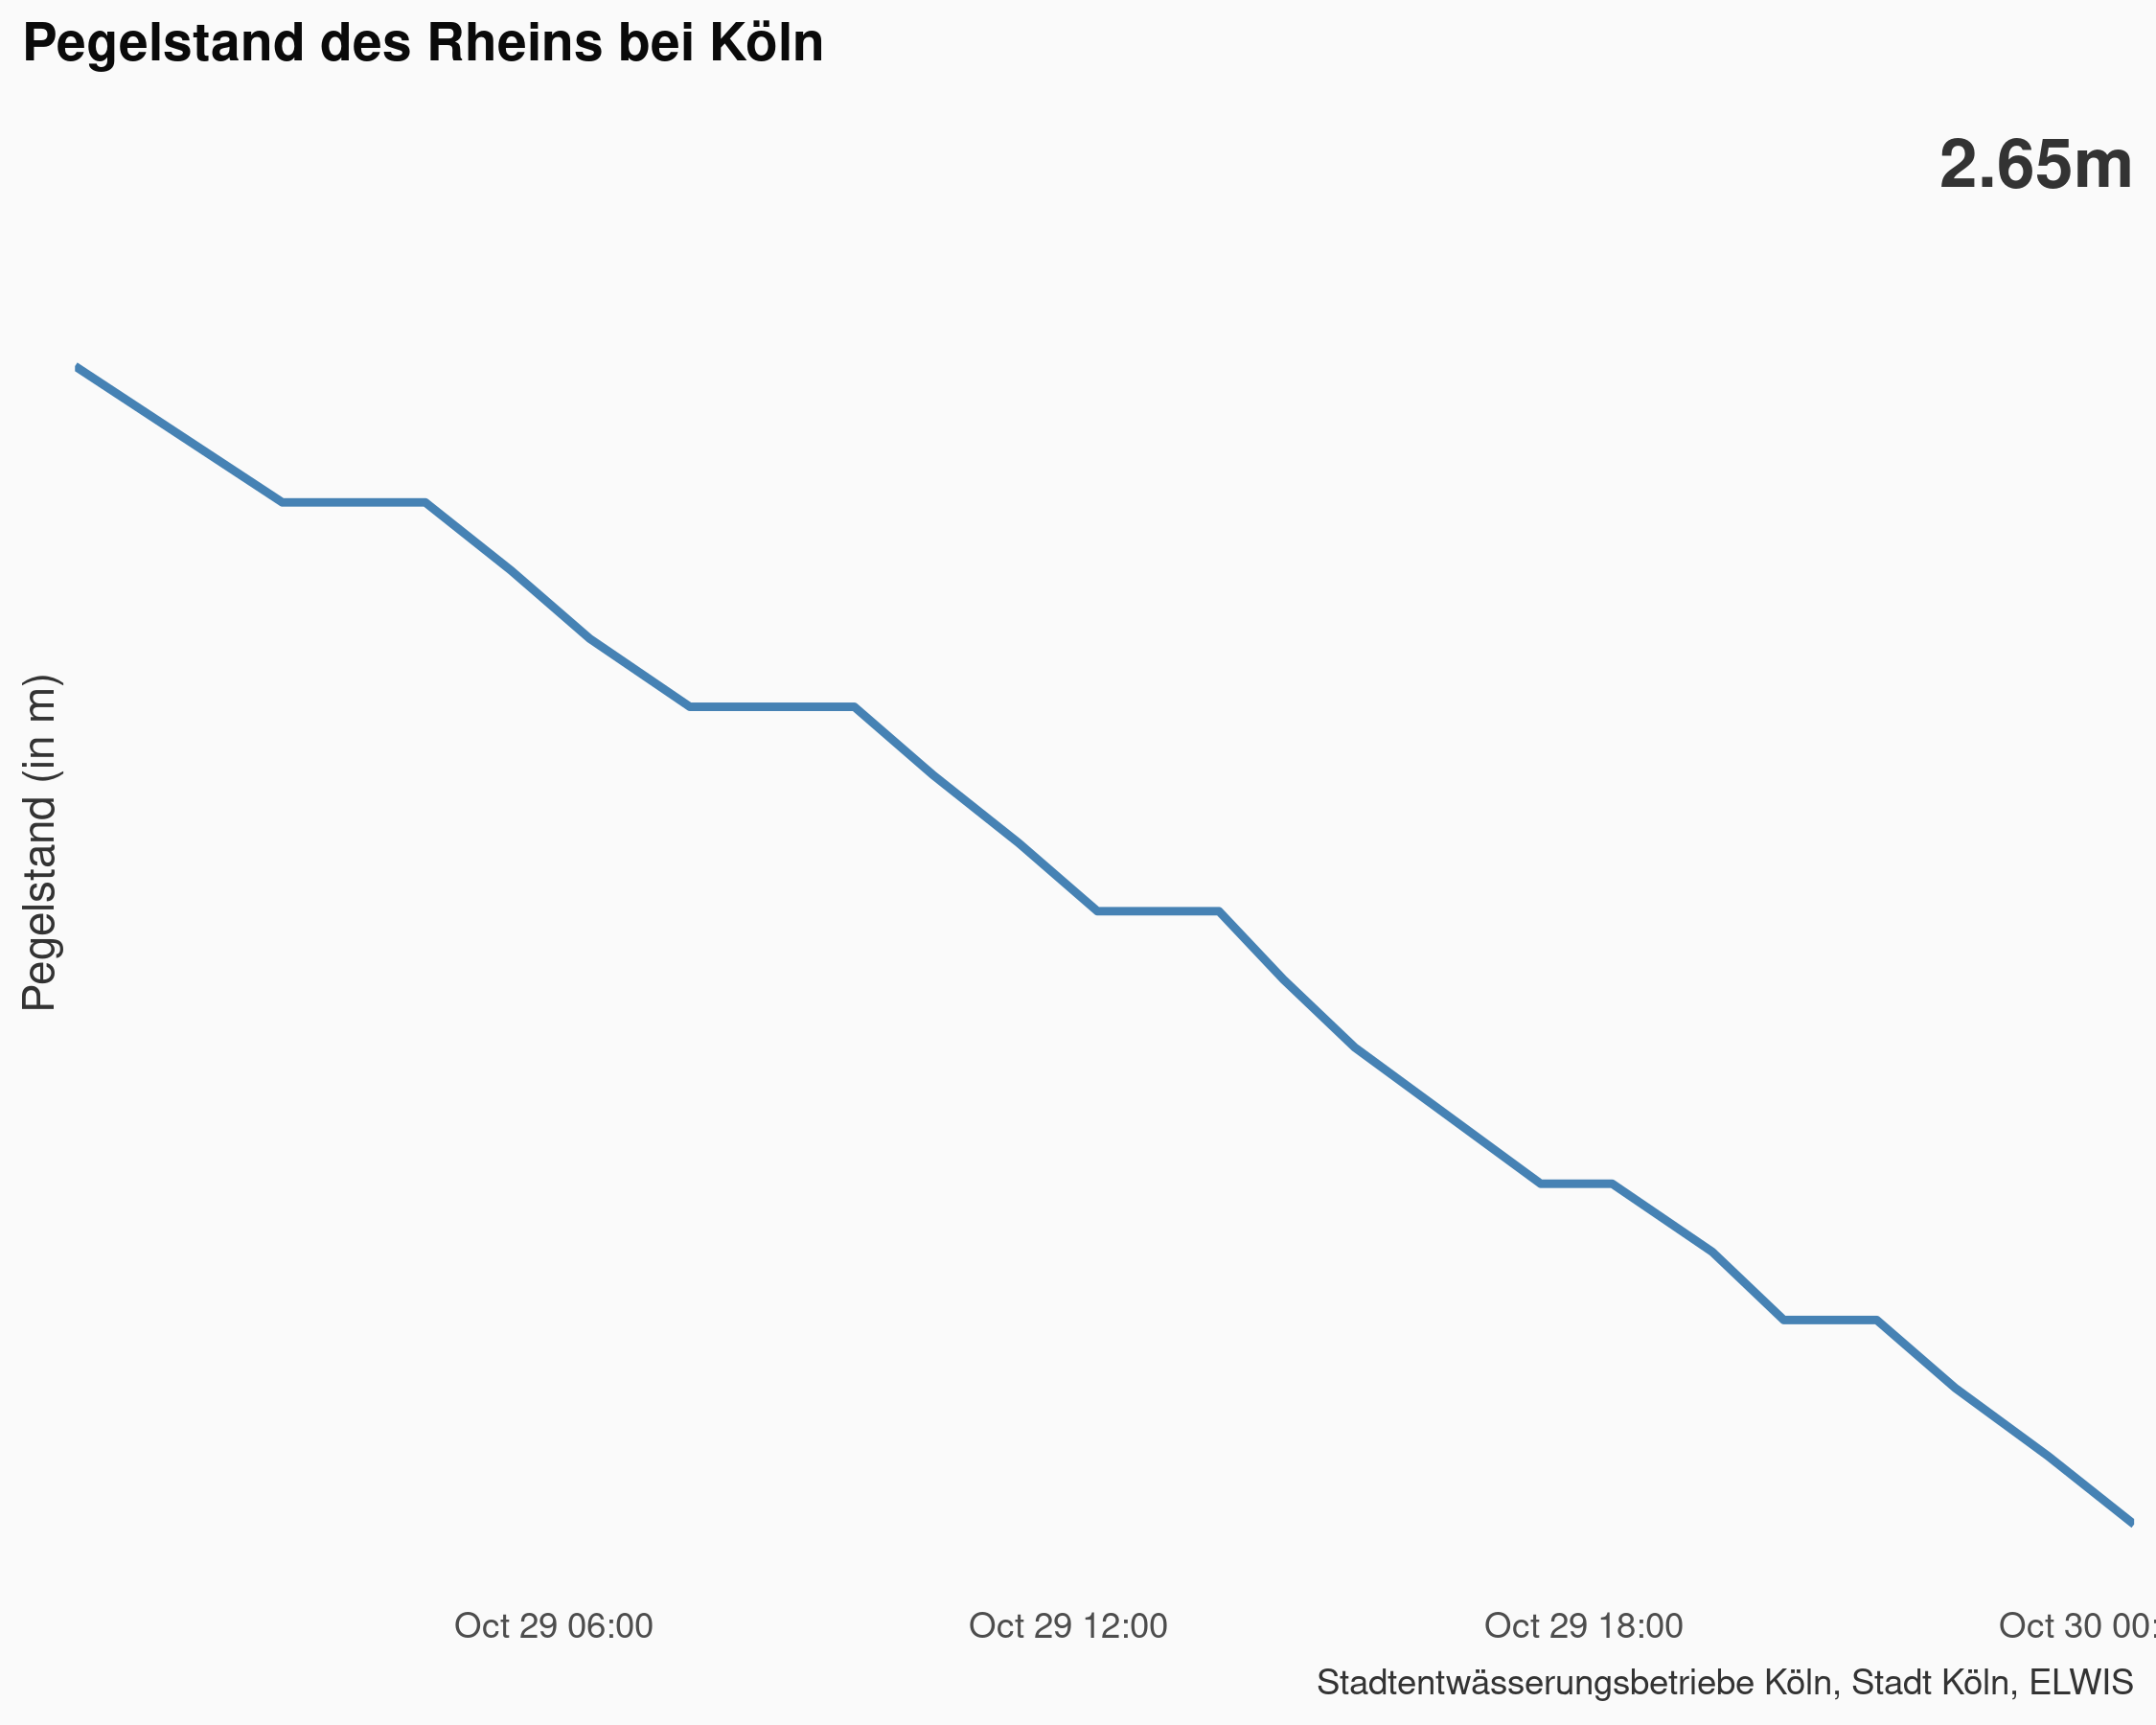 Pegelstand des Rheins bei Köln
2.65m
Pegelstand (in m)
Oct 29 06:00
Oct 29 12:00
Oct 29 18:00
Oct 30 00:
Stadtentwässerungsbetriebe Köln, Stadt Köln, ELWIS